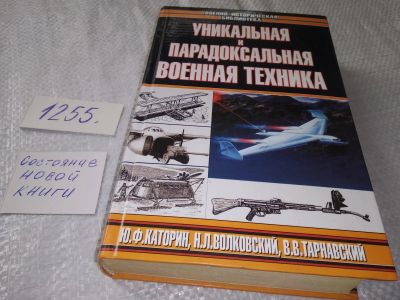 ВОЕННО-ИСТОРИЧЕСКАЯ
БИБЛИОТЕКА
УНИКАЛЬНАЯ
и
ПАРАДОКСАЛЬНАЯ
ВОЕННАЯ ТЕХНИКА
Ю.Ф.КАТОРИН, Н.Л.ВОЛКОВСКИЙ, В.В.ТАРНАВСКИЙ
1255.
Состояние
новой
книги